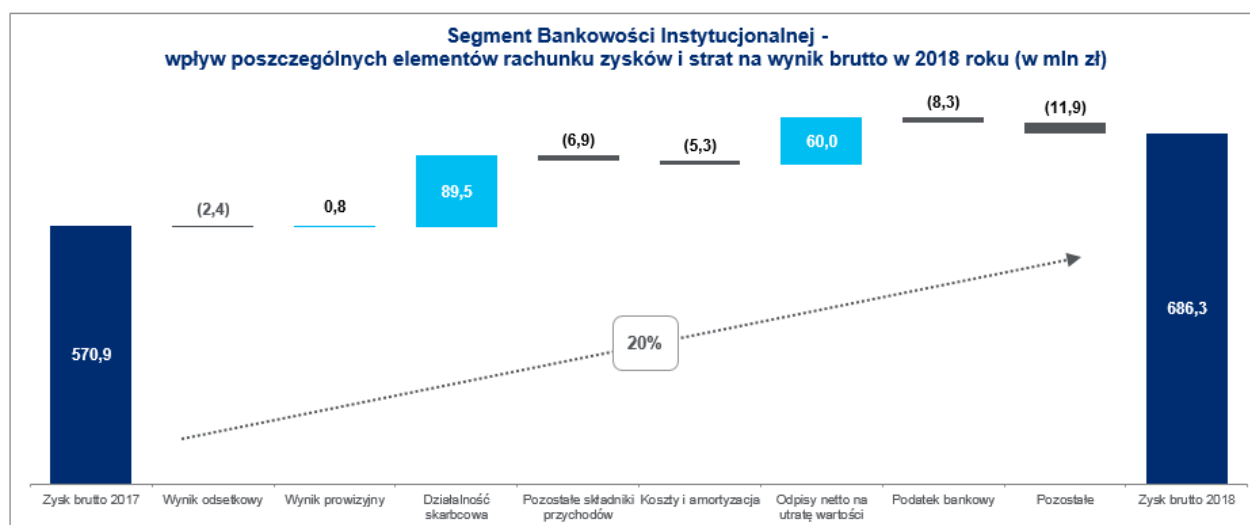 Segment Bankowości Instytucjonalnej -
wpływ poszczególnych elementów rachunku zysków i strat na wynik brutto w 2018 roku (w mln zł)
570,9
(2,4)
0,8
89,5
(6,9)
(5,3)
60,0
(8,3)
(11,9)
686,3
20%
Zysk brutto 2017
Wynik odsetkowy
Wynik prowizyjny
Działalność
skarbcowa
Pozostałe składniki
przychodów
Koszty i amortyzacja
Odpisy netto na
utratę wartości
Podatek bankowy
Pozostałe
Zysk brutto 2018